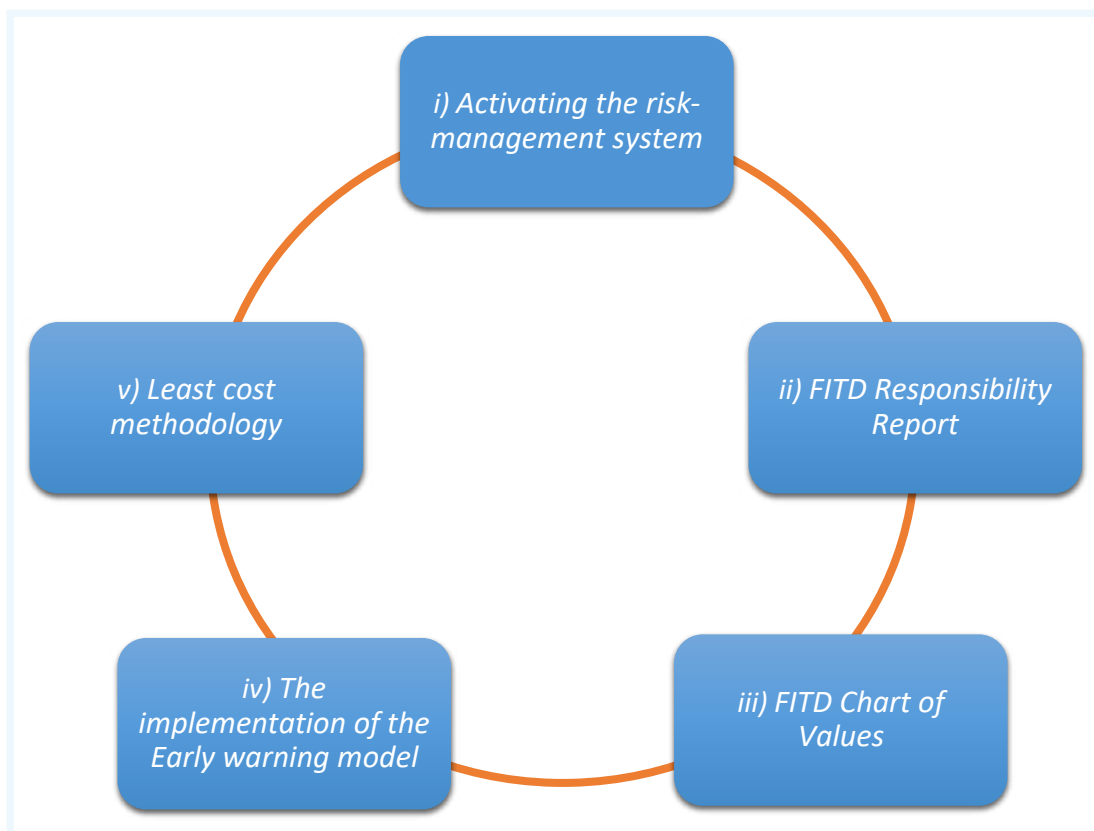 i) Activating the risk-
management system
ii) FITD Responsibility
Report
iii) FITD Chart of
Values
iv) The
implementation of the
Early warning model
v) Least cost
methodology